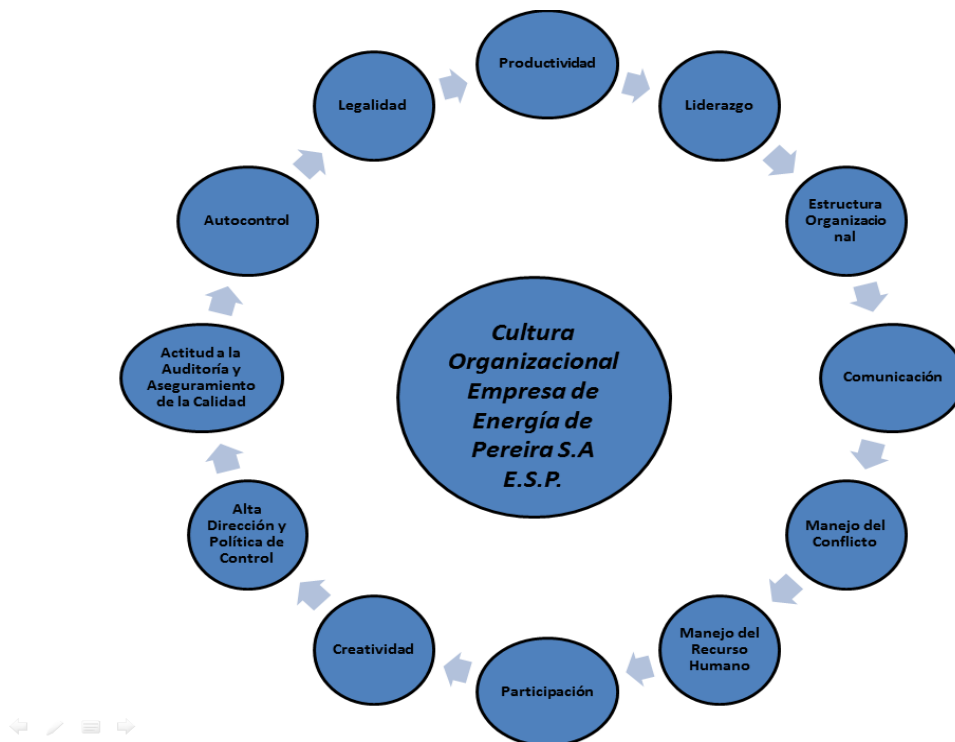 Productividad
Liderazgo
Estructura
Organizacio
nal
Comunicación
Manejo del
Conflicto
Manejo del
Recurso
Humano
Participación
Creatividad
Alta
Dirección y
Política de
Control
Actitud a la
Auditoría y
Aseguramiento
de la Calidad
Autocontrol
Legalidad
Cultura
Organizacional
Empresa de
Energía de
Pereira S.A
E.S.P.